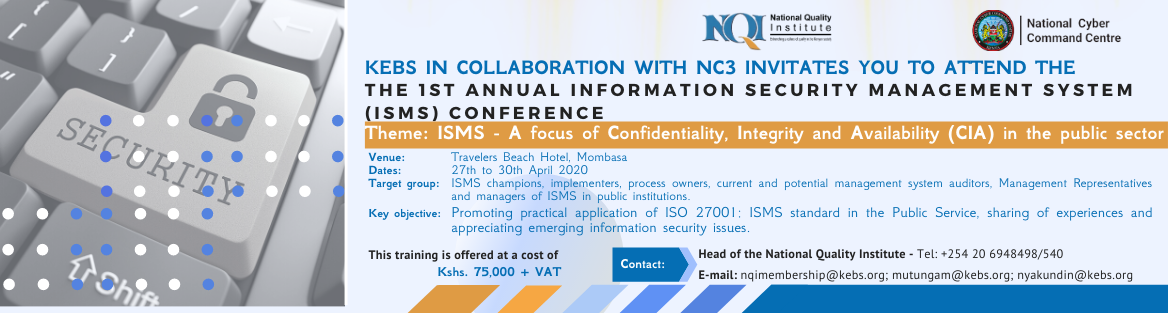 NQI
National Quality
Institute
National Cyber
Command Centre
KEBS IN COLLABORATION WITH NC3 INVITATES YOU TO ATTEND THE
THE 1ST ANNUAL INFORMATION SECURITY MANAGEMENT SYSTEM
(ISMS) CONFERENCE
Theme: ISMS - A focus of Confidentiality, Integrity and Availability (CIA) in the public sector
Venue: Travelers Beach Hotel, Mombasa
Dates: 27th to 30th April 2020
Target group: ISMS champions, implementers, process owners, current and potential management system auditors, Management Representatives
and managers of ISMS in public institutions.
Key objective: Promoting practical application of ISO 27001; ISMS standard in the Public Service, sharing of experiences and
appreciating emerging information security issues.
This training is offered at a cost of
Kshs. 75,000 + VAT
Contact:
Head of the National Quality Institute - Tel: +254 20 6948498/540
E-mail: nqimembership@kebs.org; mutungam@kebs.org; nyakundin@kebs.org
SECURITY
Shift